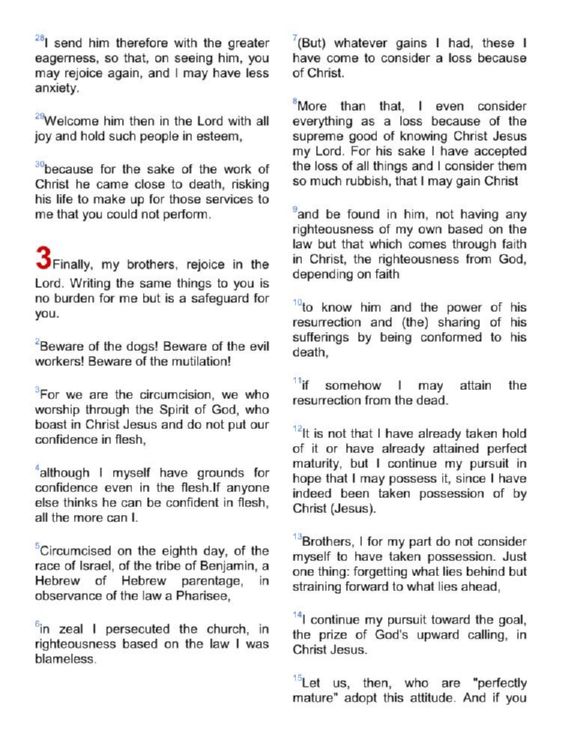 28I send him therefore with the greater
eagerness, so that, on seeing him, you
may rejoice again, and I may have less
anxiety.
29Welcome him then in the Lord with all
joy and hold such people in esteem,
30because for the sake of the work of
Christ he came close to death, risking
his life to make up for those services to
me that you could not perform.
3Finally, my brothers, rejoice in the
Lord. Writing the same things to you is
no burden for me but is a safeguard for
you.
2Beware of the dogs! Beware of the evil
workers! Beware of the mutilation!
3For we are the circumcision, we who
worship through the Spirit of God, who
boast in Christ Jesus and do not put our
confidence in flesh,
4although I myself have grounds for
confidence even in the flesh.If anyone
else thinks he can be confident in flesh,
all the more can I.
5Circumcised on the eighth day, of the
race of Israel, of the tribe of Benjamin, a
Hebrew of Hebrew parentage, in
observance of the law a Pharisee,
6in zeal I persecuted the church, in
righteousness based on the law I was
blameless.
7(But) whatever gains I had, these I
have come to consider a loss because
of Christ.
8More than that, I even consider
everything as a loss because of the
supreme good of knowing Christ Jesus
my Lord. For his sake I have accepted
the loss of all things and I consider them
so much rubbish, that I may gain Christ
9and be found in him, not having any
righteousness of my own based on the
law but that which comes through faith
in Christ, the righteousness from God,
depending on faith
10to know him and the power of his
resurrection and (the) sharing of his
sufferings by being conformed to his
death,
11if somehow I may attain the
resurrection from the dead.
12It is not that I have already taken hold
of it or have already attained perfect
maturity, but I continue my pursuit in
hope that I may possess it, since I have
indeed been taken possession of by
Christ (Jesus).
13Brothers, I for my part do not consider
myself to have taken possession. Just
one thing: forgetting what lies behind but
straining forward to what lies ahead,
14I continue my pursuit toward the goal,
the prize of God's upward calling, in
Christ Jesus.
15Let us, then, who are "perfectly
mature" adopt this attitude. And if you